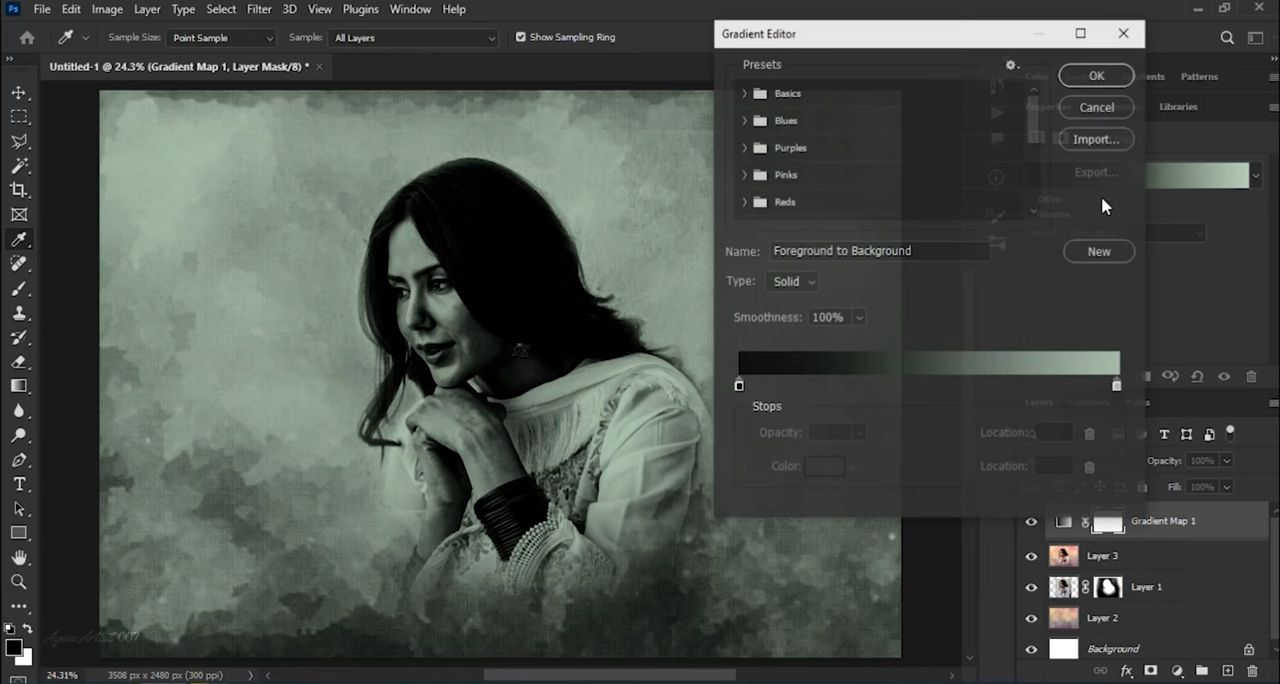 Ps File Edit Image Layer Type Select Filter 3D View Plugins Window Help
Sample Size: Point Sample Sample: All Layers Show Sampling Ring
Untitled-1 @ 24.3% (Gradient Map 1, Layer Mask/8) * ×
Gradient Editor
Presets
Basics
Blues
Purples
Pinks
Reds
OK
Cancel
Import...
Export...
New
Name: Foreground to Background
Type: Solid
Smoothness: 100%
Stops
Opacity: Location:
Color: Location:
Patterns
Libraries
Opacity: 100%
Fill: 100%
Gradient Map 1
Layer 3
Layer 1
Layer 2
Background
24.31% 3508 px x 2480 px (300 ppi)